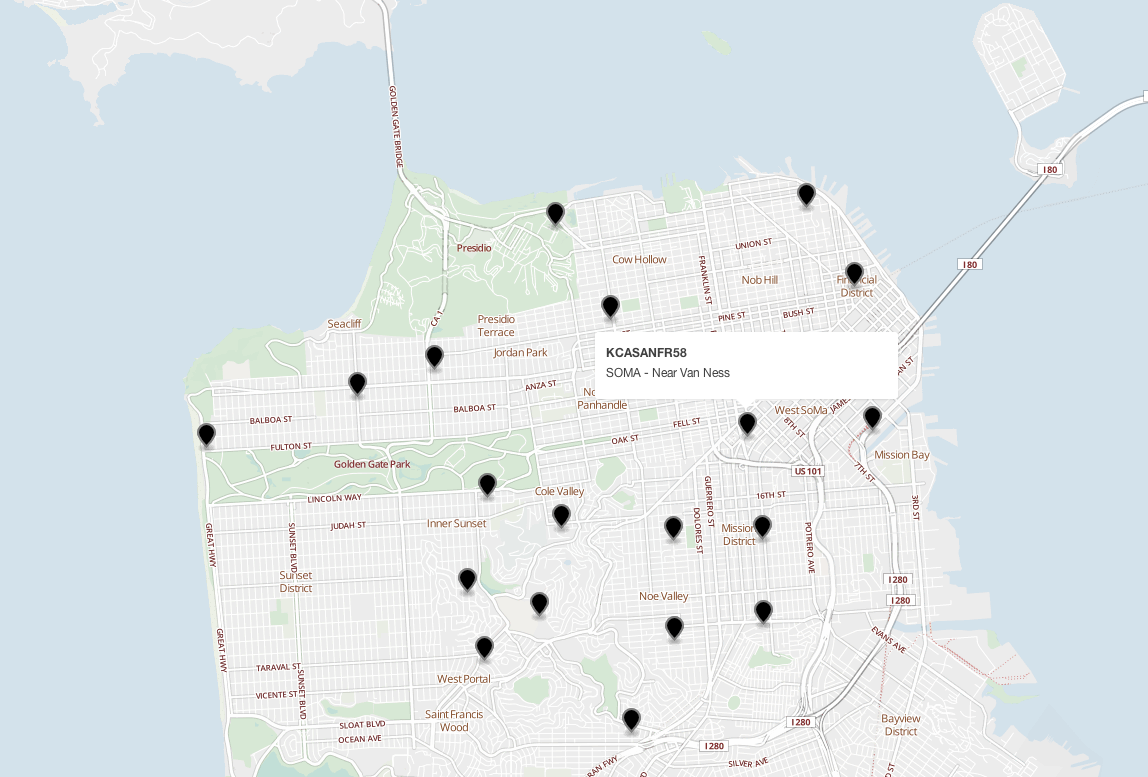 GOLDEN GATE BRIDGE
I 80
Presidio
UNION ST
Cow Hollow
I 80
FRANKLIN ST
Nob Hill
Financial
District
CA 1
PINE ST
BUSH ST
Seacliff
Presidio
Terrace
Jordan Park
KCASANFR58
SOMA - Near Van Ness
ANZA ST
Panhandle
BALBOA ST
BALBOA ST
West SoMa
FULTON ST
OAK ST
FELL ST
8TH ST
Mission Bay
Golden Gate Park
US 101
7TH ST
LINCOLN WAY
Cole Valley
GUERRERO ST
16TH ST
3RD ST
JUDAH ST
Inner Sunset
GREAT HWY
SUNSET BLVD
DOLORES ST
Mission
District
POTRERO AVE
Sunset
District
I 280
Noe Valley
I 280
GREAT HWY
EVANS AVE
TARAVAL ST
West Portal
SUNSET BLVD
VICENTE ST
Saint Francis
Wood
SLOAT BLVD
I 280
Bayview
District
OCEAN AVE
I 280
SILVER AVE